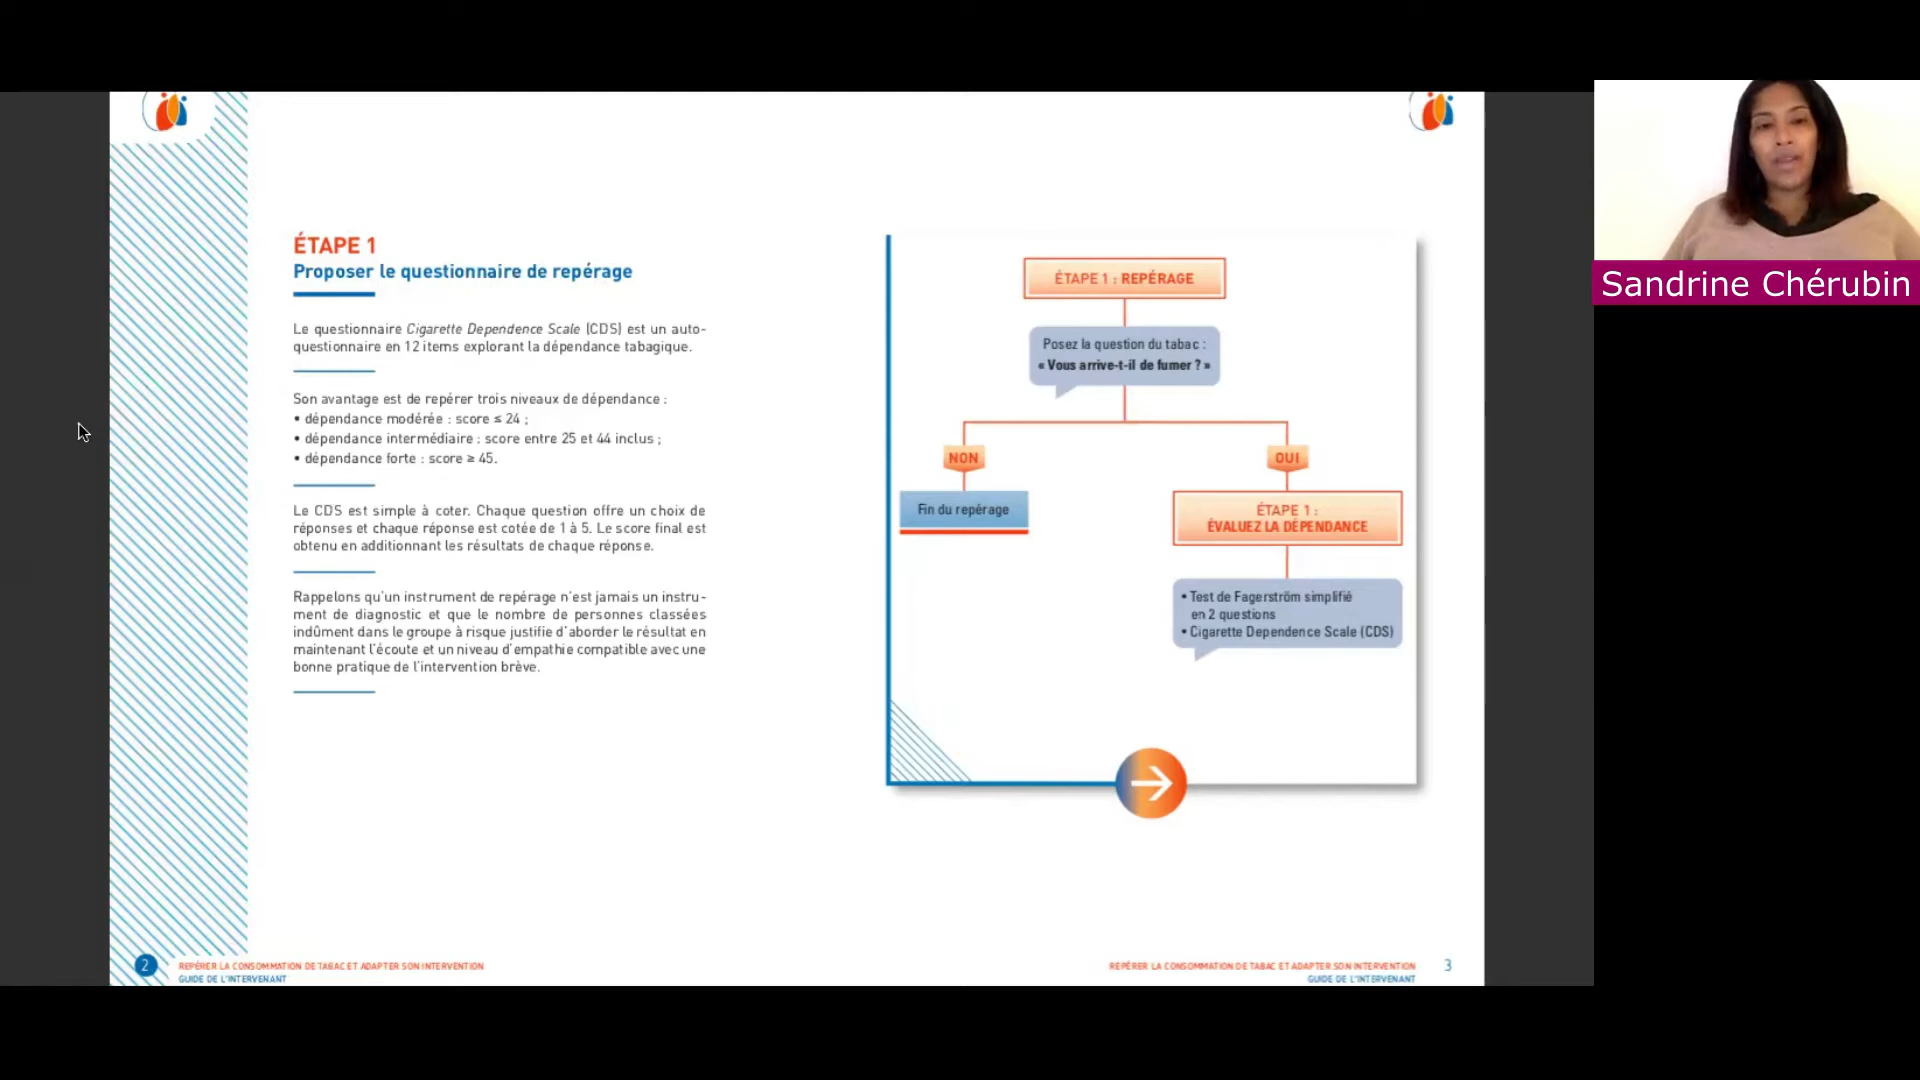 ÉTAPE 1
Proposer le questionnaire de repérage
Le questionnaire Cigarette Dependence Scale (CDS) est un auto-
questionnaire en 12 items explorant la dépendance tabagique.
Son avantage est de repérer trois niveaux de dépendance :
• dépendance modérée : score ≤ 24 ;
• dépendance intermédiaire : score entre 25 et 44 inclus ;
• dépendance forte : score ≥ 45.
Le CDS est simple à coter. Chaque question offre un choix de
réponses et chaque réponse est cotée de 1 à 5. Le score final est
obtenu en additionnant les résultats de chaque réponse.
Rappelons qu'un instrument de repérage n'est jamais un instru-
ment de diagnostic et que le nombre de personnes classées
indûment dans le groupe à risque justifie d'aborder le résultat en
maintenant l'écoute et un niveau d'empathie compatible avec une
bonne pratique de l'intervention brève.
2
REPÉRER LA CONSOMMATION DE TABAC ET ADAPTER SON INTERVENTION
GUIDE DE L'INTERVENANT
ÉTAPE 1 : REPÉRAGE
Posez la question du tabac :
« Vous arrive-t-il de fumer ? »
NON
OUI
Fin du repérage
ÉTAPE 1 :
ÉVALUEZ LA DÉPENDANCE
• Test de Fagerström simplifié
en 2 questions
• Cigarette Dependence Scale (CDS)
REPÉRER LA CONSOMMATION DE TABAC ET ADAPTER SON INTERVENTION
GUIDE DE L'INTERVENANT
3
Sandrine Chérubin